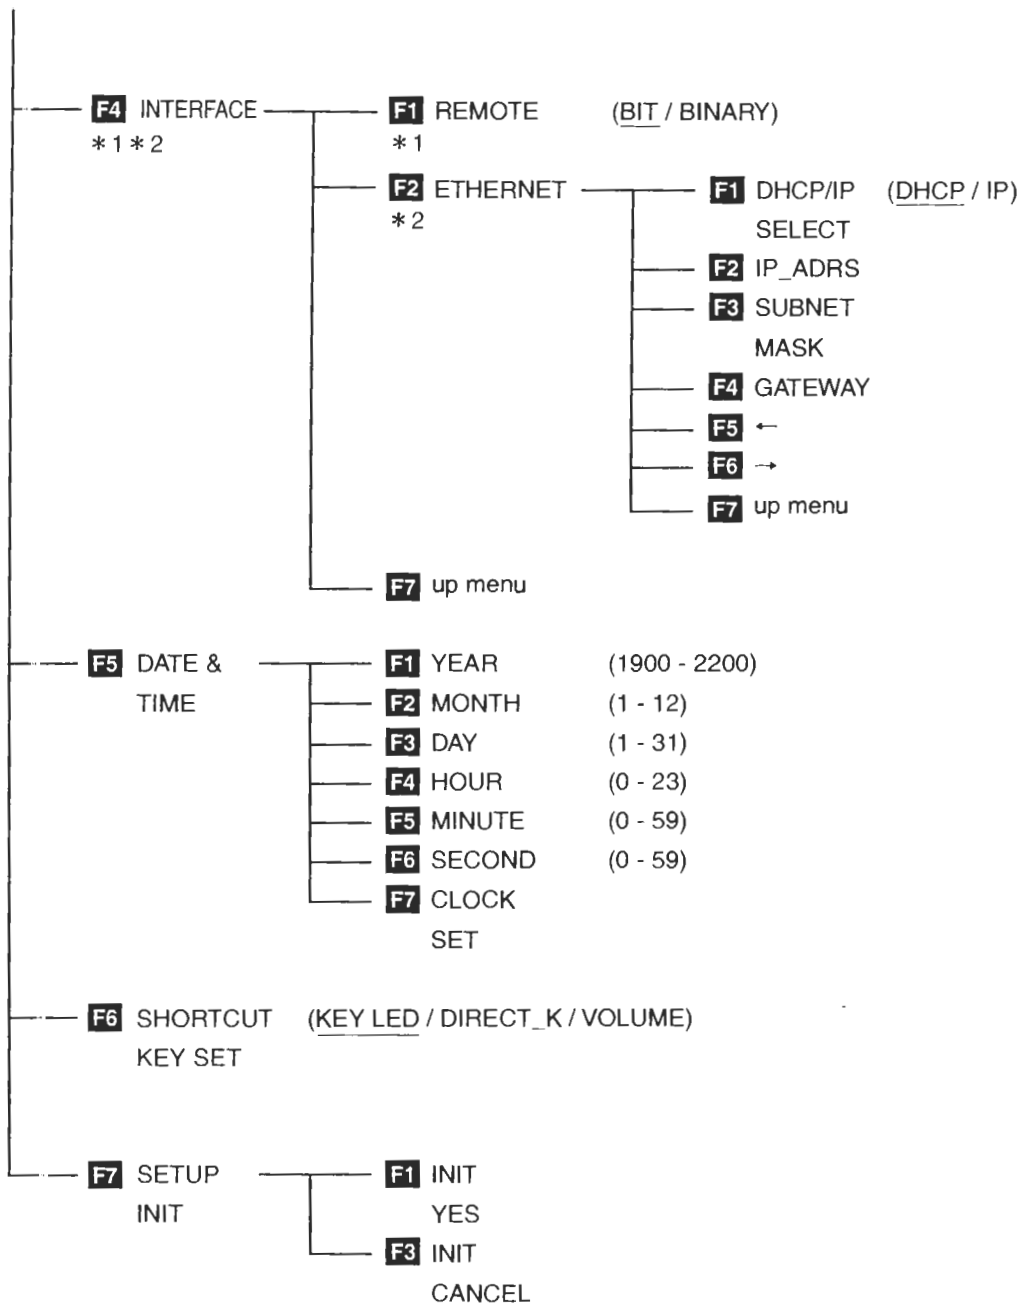 F4 INTERFACE F1 REMOTE (BIT / BINARY)
*1*2 *1
F2 ETHERNET F1 DHCP/IP (DHCP / IP)
*2 SELECT
F2 IP_ADRS
F3 SUBNET
MASK
F4 GATEWAY
F5 ←
F6 →
F7 up menu
F7 up menu
F5 DATE & F1 YEAR (1900 - 2200)
TIME F2 MONTH (1 - 12)
F3 DAY (1 - 31)
F4 HOUR (0 - 23)
F5 MINUTE (0 - 59)
F6 SECOND (0 - 59)
F7 CLOCK
SET
F6 SHORTCUT (KEY LED / DIRECT_K / VOLUME)
KEY SET
F7 SETUP F1 INIT
INIT YES
F3 INIT
CANCEL